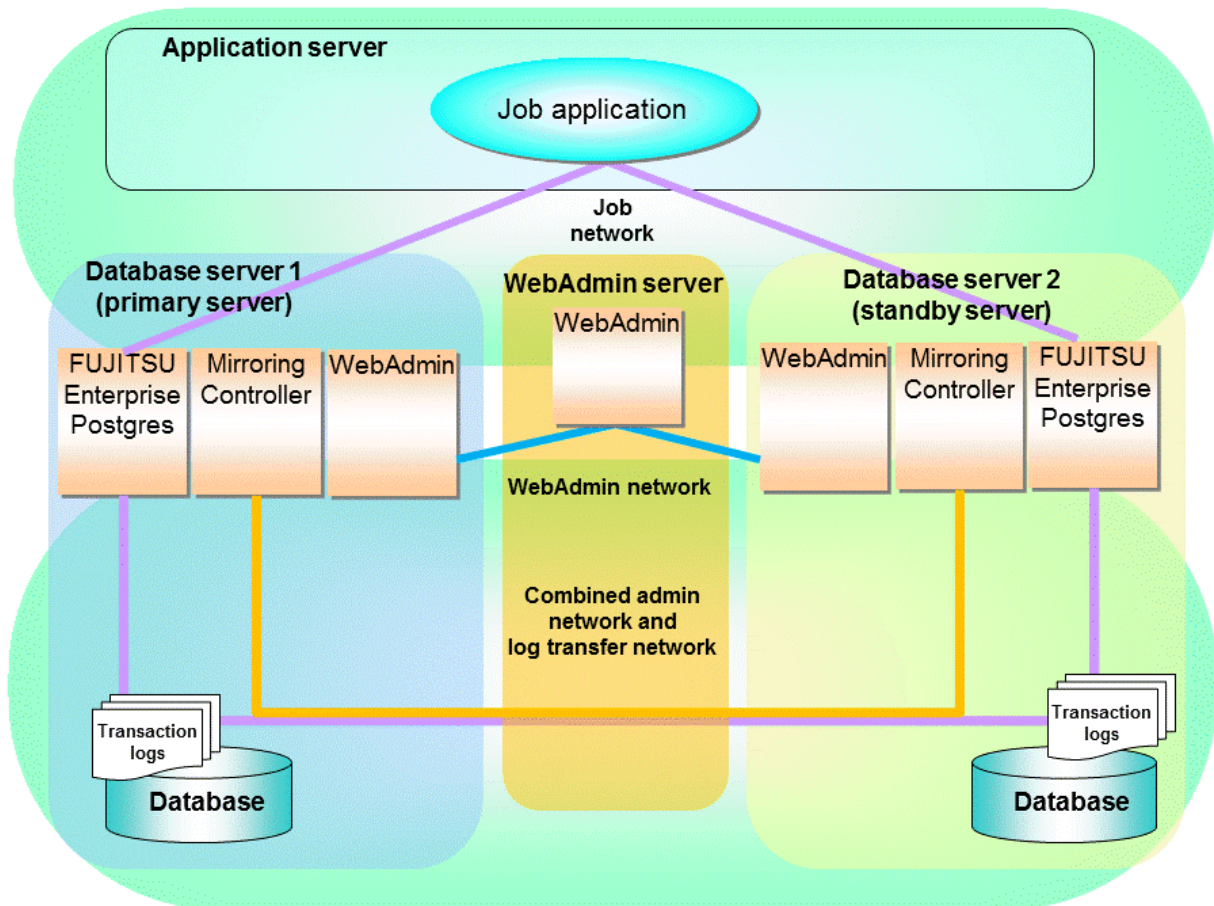 Application server
Job application
Job
network
Database server 1
(primary server)
FUJITSU
Enterprise
Postgres
Mirroring
Controller
WebAdmin
WebAdmin server
WebAdmin
Database server 2
(standby server)
WebAdmin
Mirroring
Controller
FUJITSU
Enterprise
Postgres
WebAdmin network
Combined admin
network and
log transfer network
Transaction
logs
Database
Transaction
logs
Database